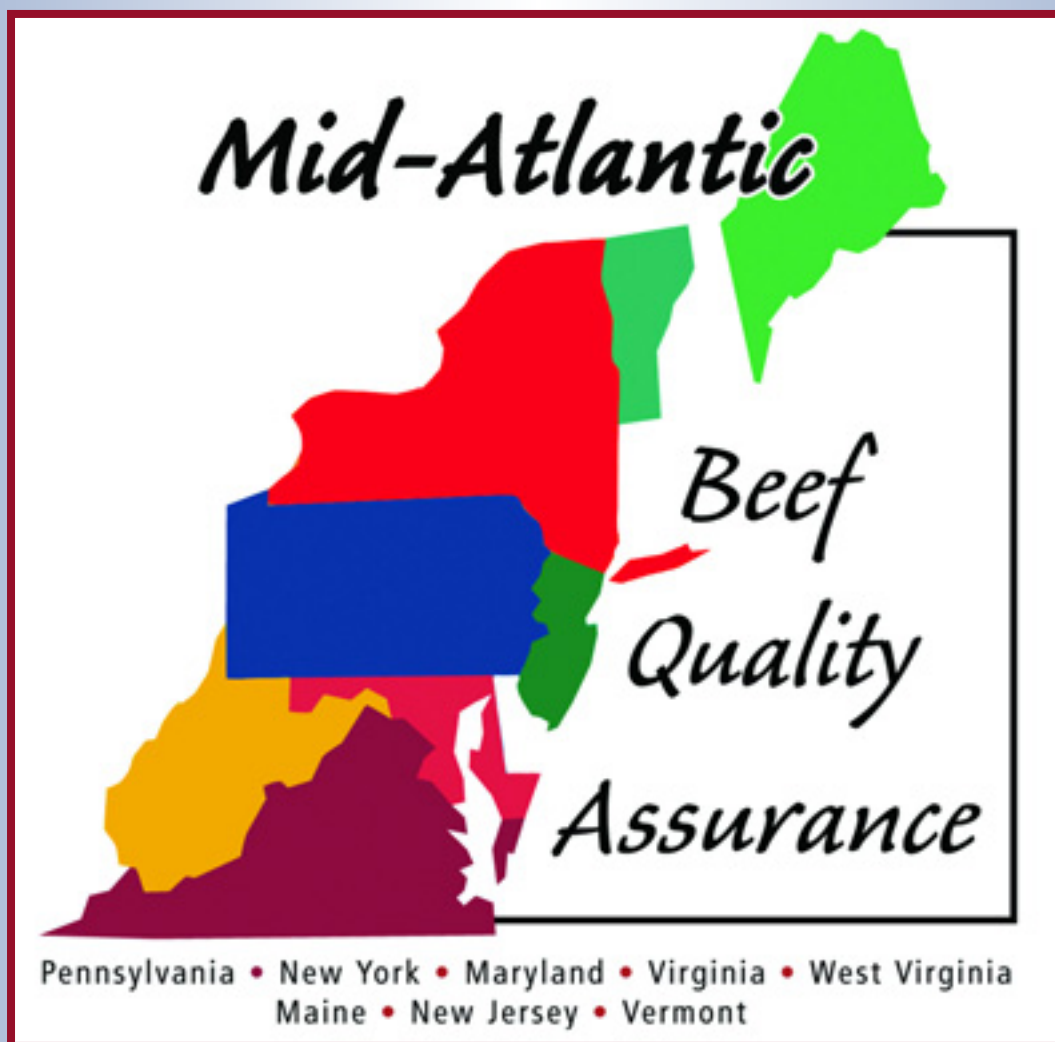 Mid-Atlantic
Beef
Quality
Assurance
Pennsylvania • New York • Maryland • Virginia • West Virginia
Maine • New Jersey • Vermont